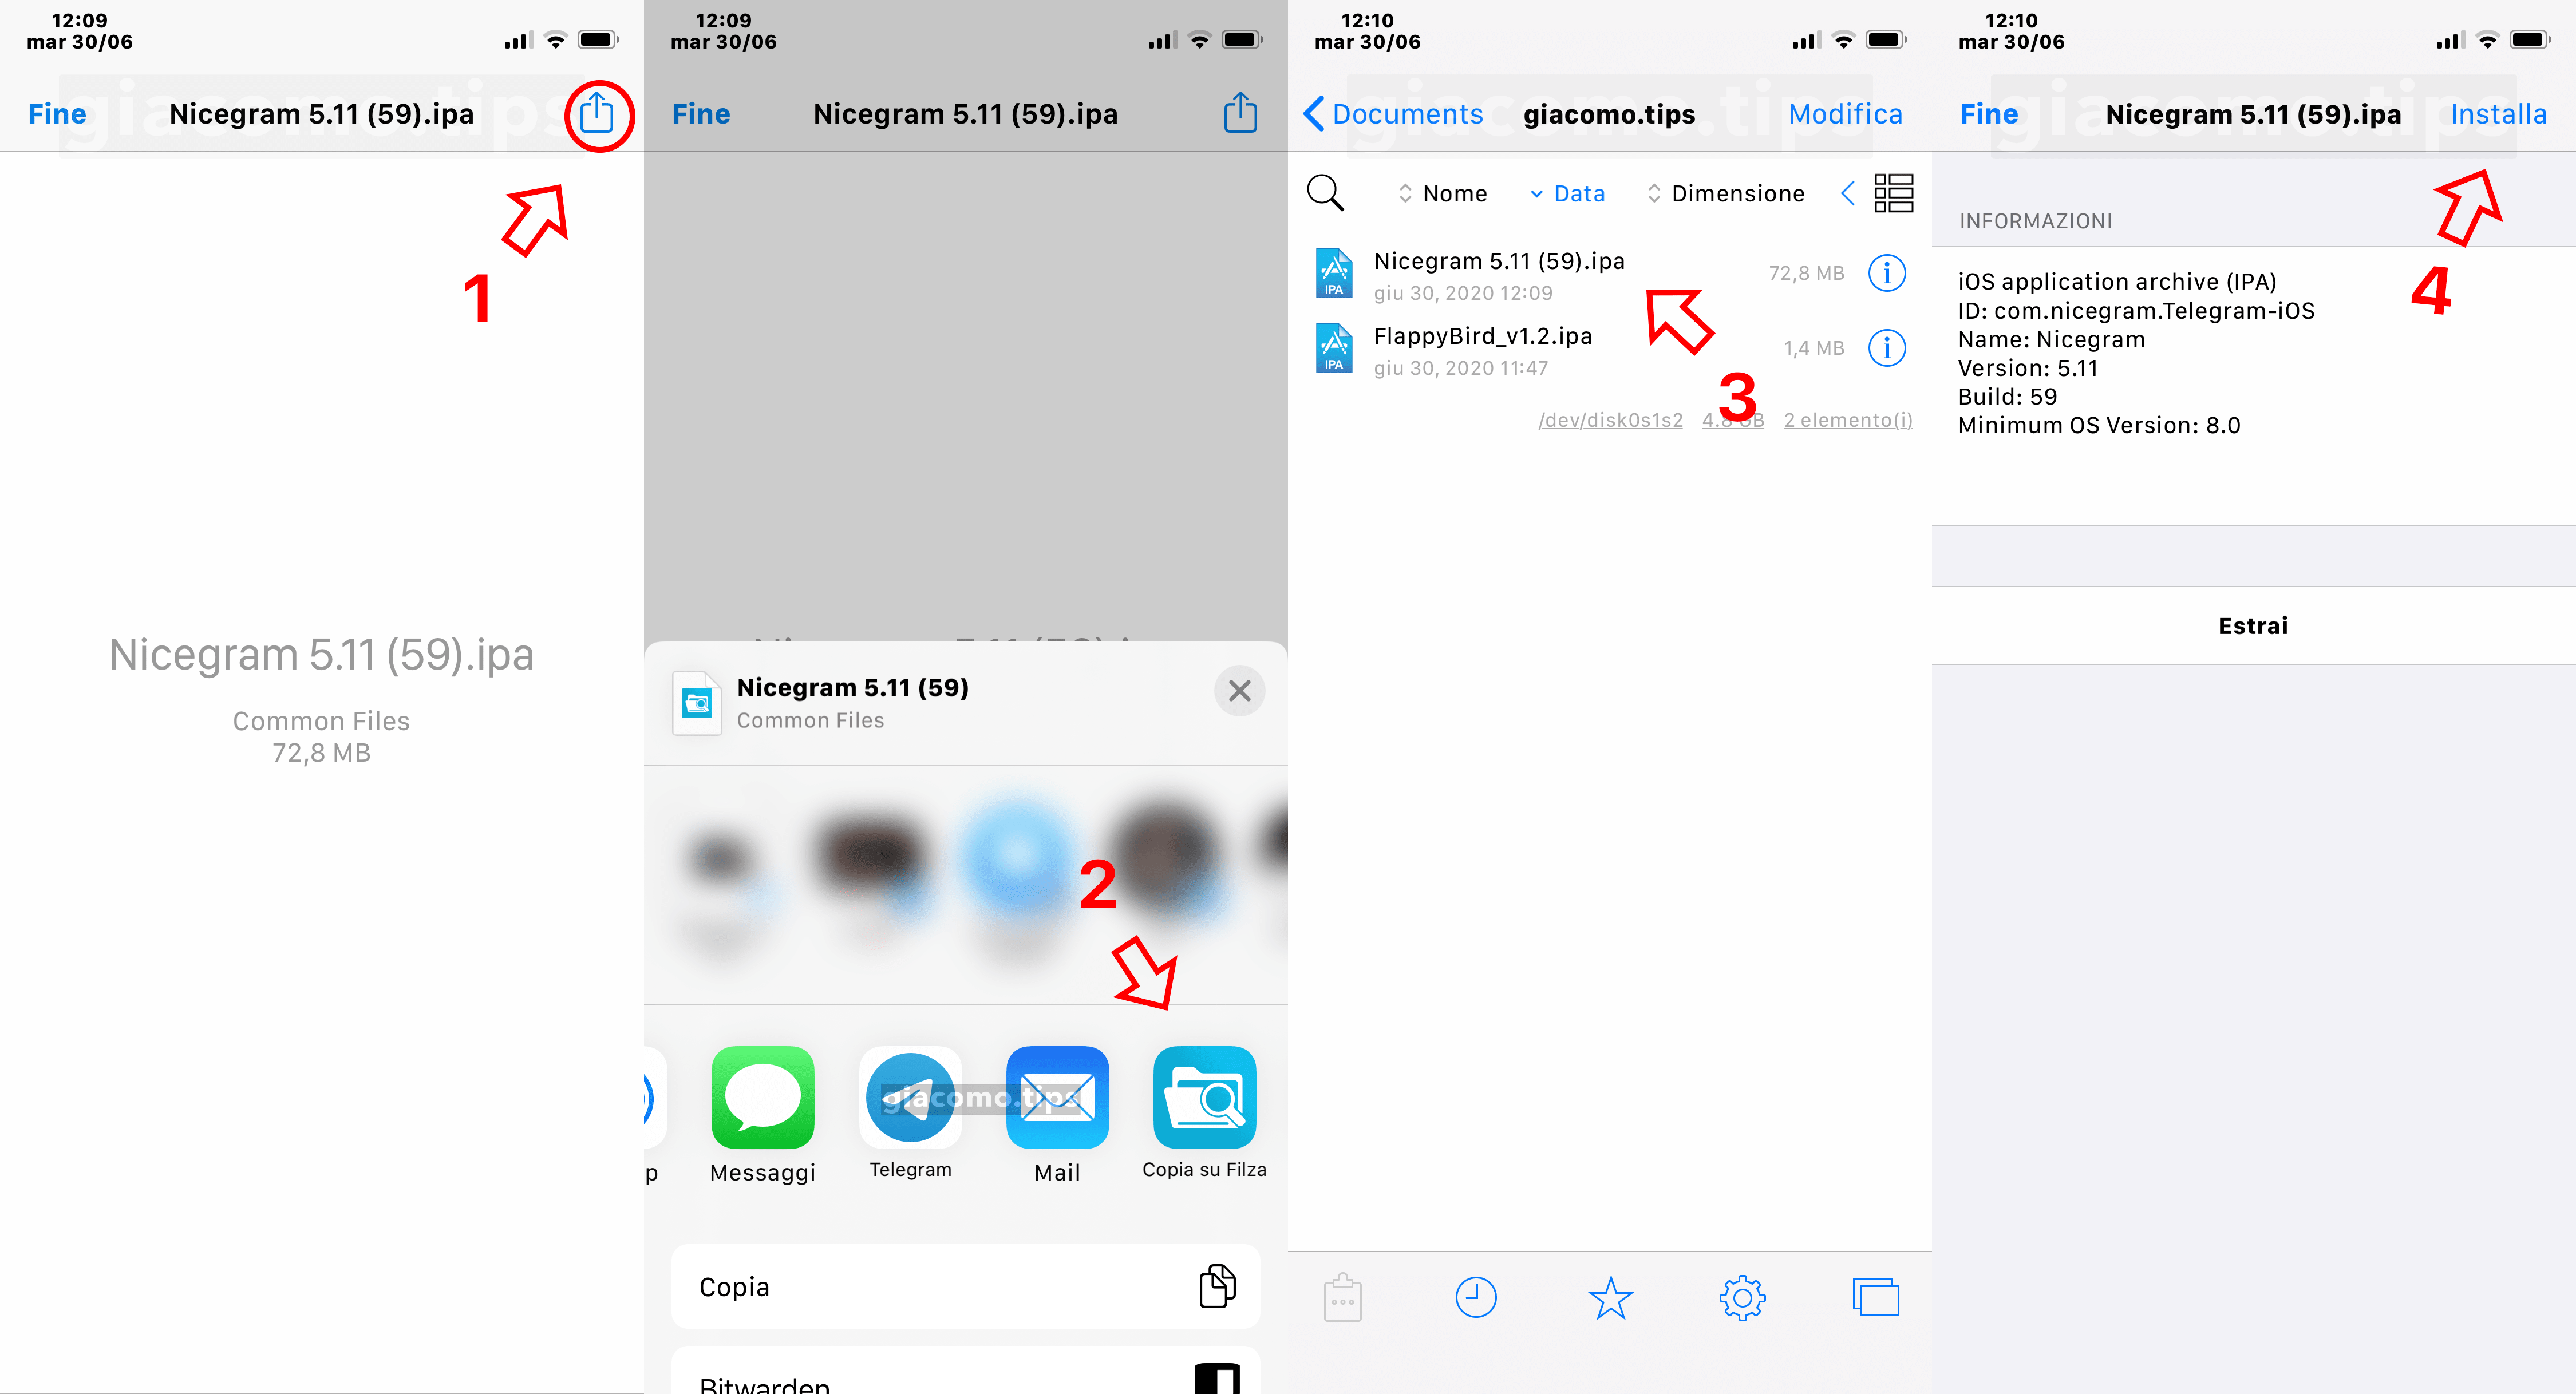 12:09
mar 30/06
giacomo.tips
Fine
Nicegram 5.11 (59).ipa
1
Nicegram 5.11 (59).ipa
Common Files
72,8 MB
12:09
mar 30/06
Fine
Nicegram 5.11 (59).ipa
Nicegram 5.11 (59)
Common Files
2
giacomo.tips
p
Messaggi
Telegram
Mail
Copia su Filza
Copia
Bitwarden
12:10
mar 30/06
Documents
giacomo.tips
Modifica
Nome
Data
Dimensione
IPA
Nicegram 5.11 (59).ipa
giu 30, 2020 12:09
72,8 MB
IPA
FlappyBird_v1.2.ipa
giu 30, 2020 11:47
1,4 MB
3
/dev/disk0s1s2
2 elemento(i)
12:10
mar 30/06
giacomo.tips
Fine
Nicegram 5.11 (59).ipa
Installa
4
INFORMAZIONI
iOS application archive (IPA)
ID: com.nicegram.Telegram-iOS
Name: Nicegram
Version: 5.11
Build: 59
Minimum OS Version: 8.0
Estrai